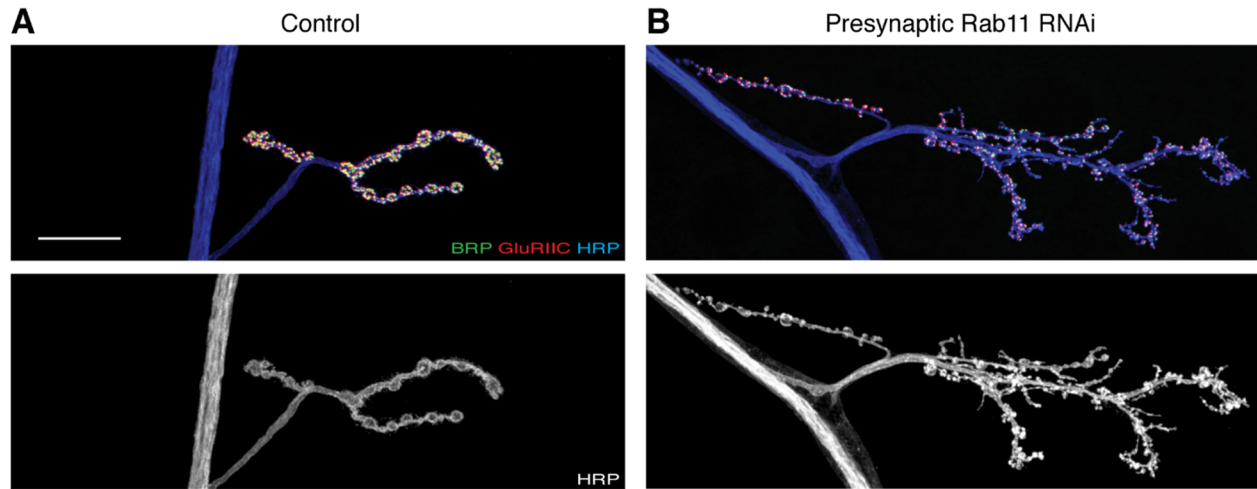 A
Control
BRP GluRIIC HRP
HRP
B
Presynaptic Rab11 RNAi